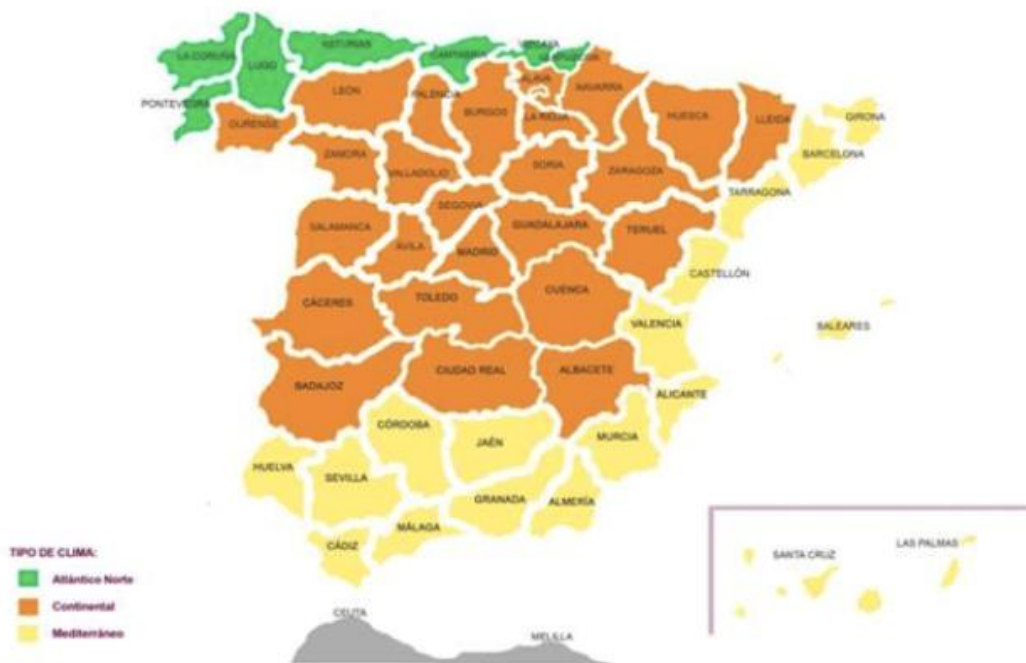 LA CORUÑA
LUGO
ASTURIAS
CANTABRIA
VIZCAYA
GUIPUZCOA
PONTEVEDRA
OURENSE
LEÓN
PALENCIA
BURGOS
ALAVA
LA RIOJA
NAVARRA
HUESCA
LLEIDA
GIRONA
BARCELONA
TARRAGONA
ZAMORA
VALLADOLID
SORIA
ZARAGOZA
SEGOVIA
SALAMANCA
AVILA
MADRID
GUADALAJARA
TERUEL
CASTELLÓN
CÁCERES
TOLEDO
CUENCA
VALENCIA
BALEARES
BADAJOZ
CIUDAD REAL
ALBACETE
ALICANTE
CÓRDOBA
JAÉN
MURCIA
HUELVA
SEVILLA
GRANADA
ALMERÍA
MÁLAGA
CÁDIZ
SANTA CRUZ
LAS PALMAS
TIPO DE CLIMA:
Atlántico Norte
Continental
Mediterráneo
CEUTA
MELILLA